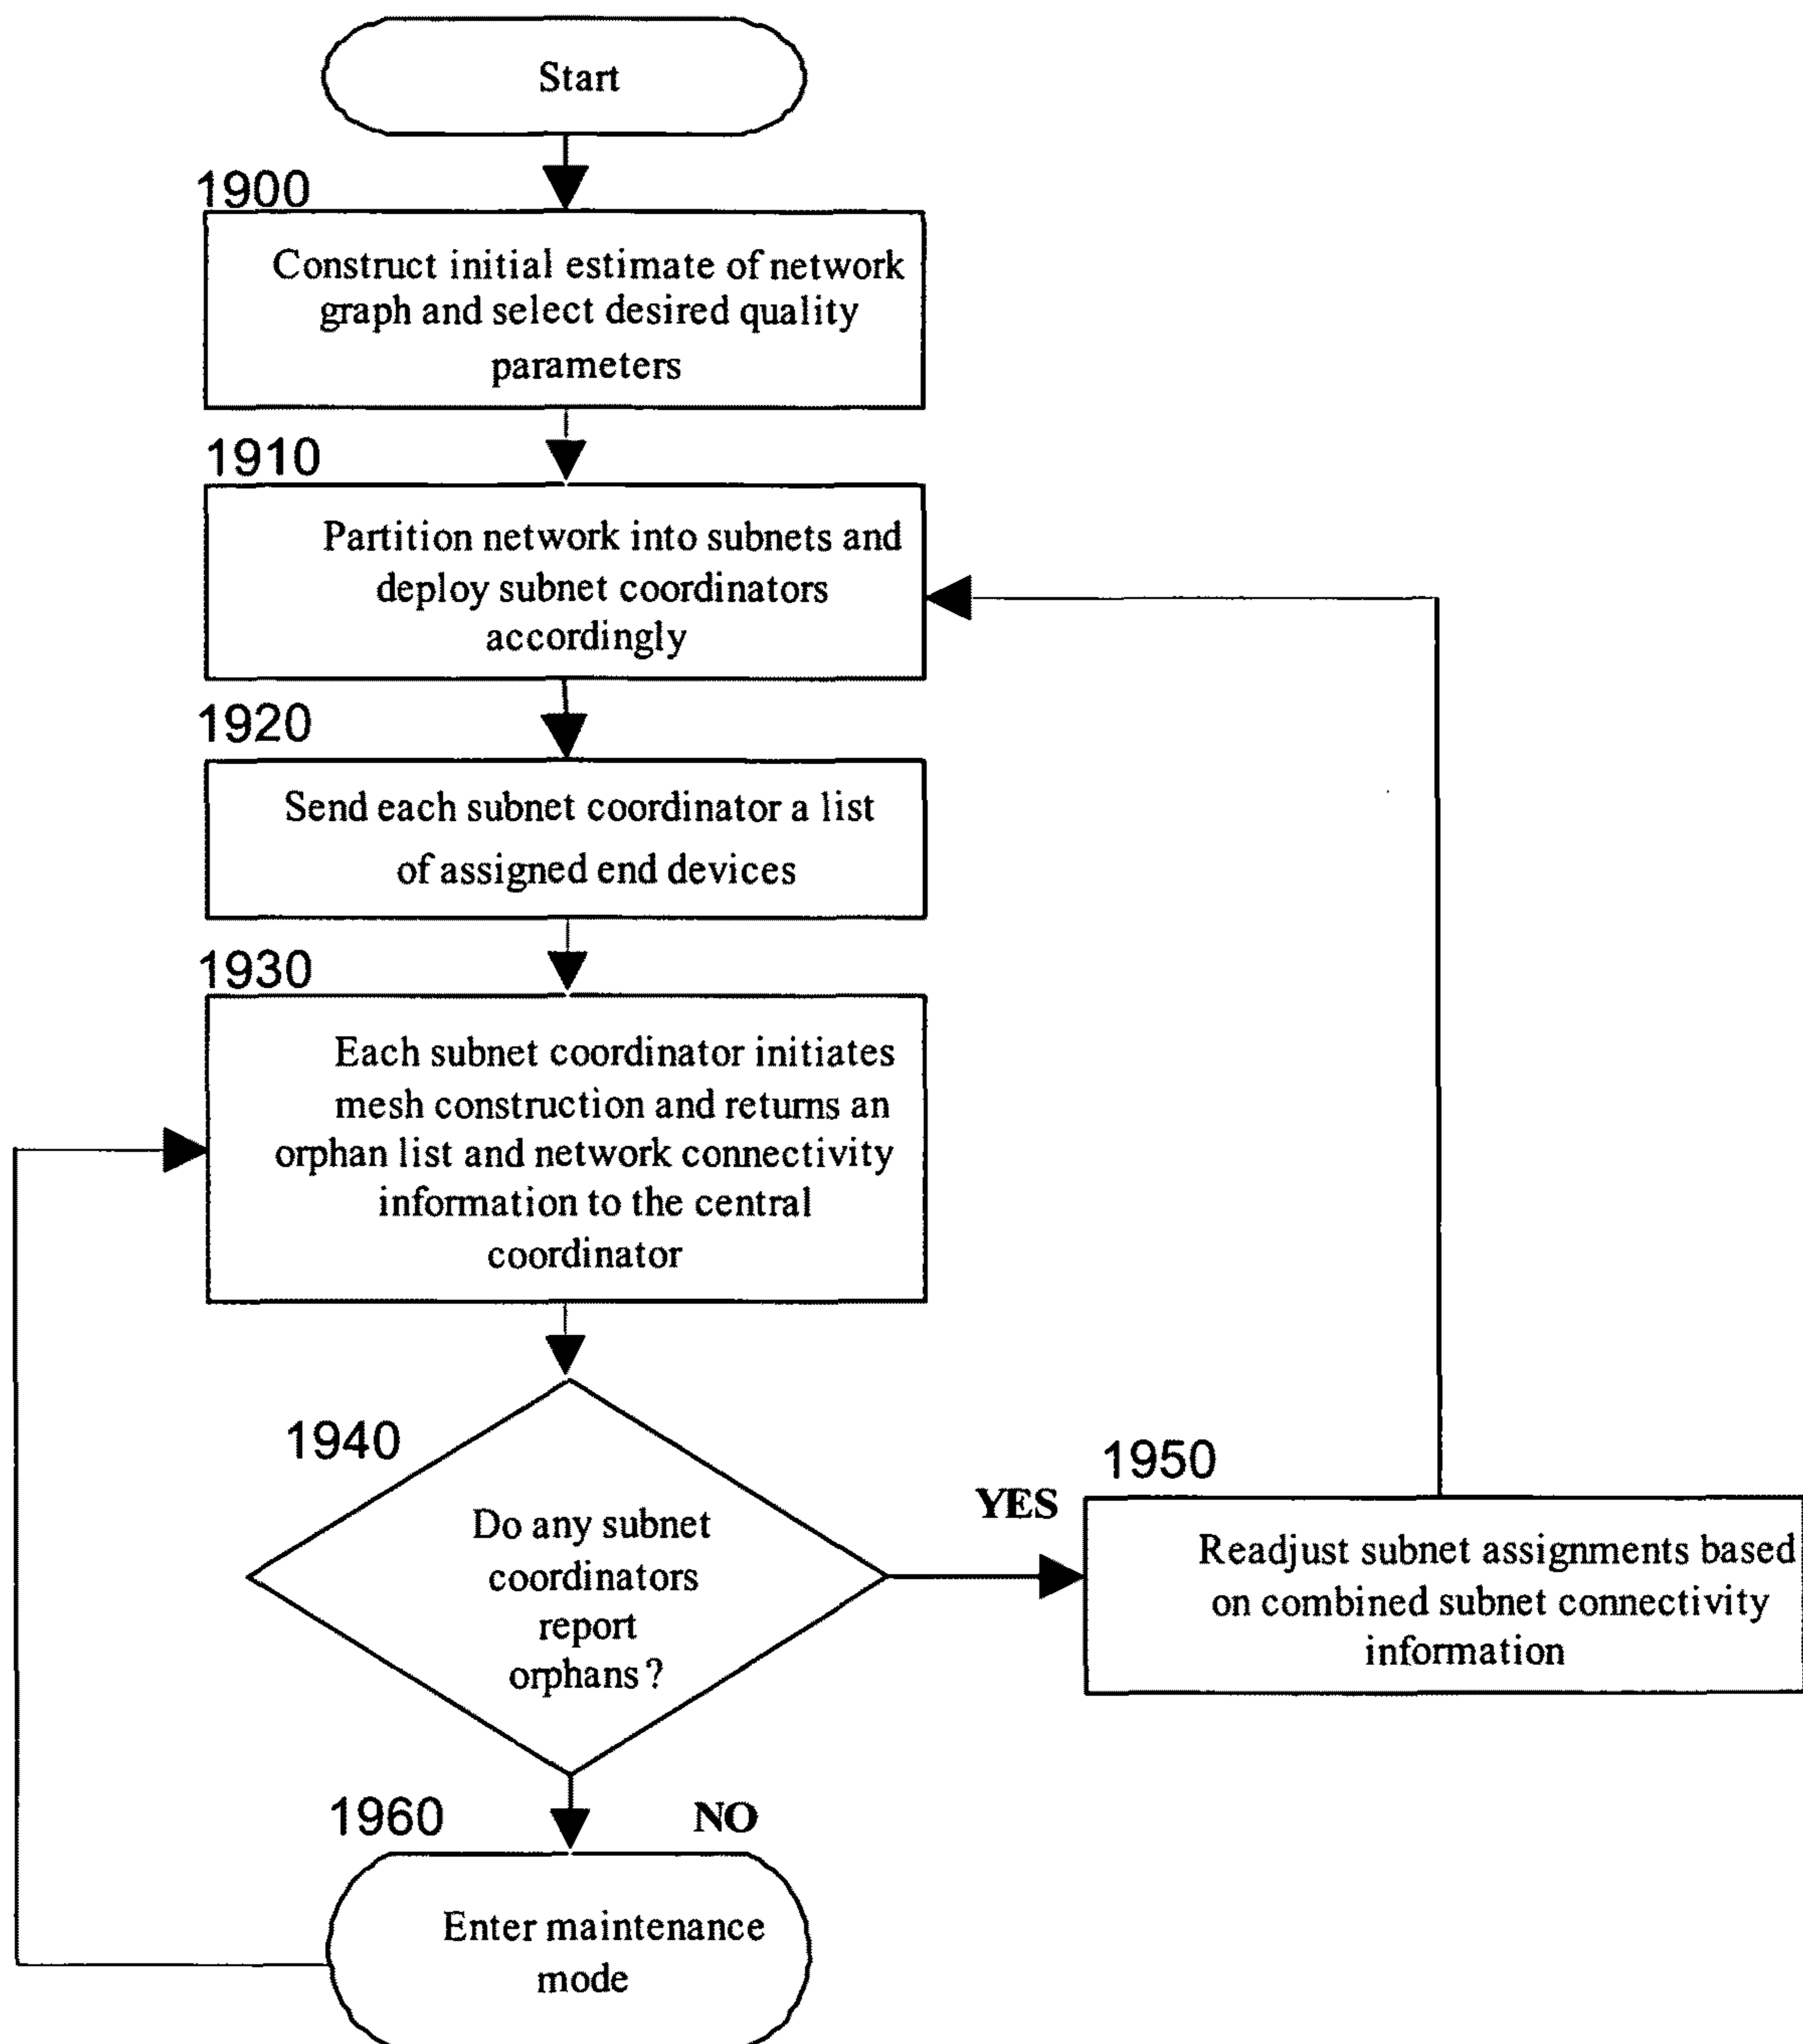 Start
1900
Construct initial estimate of network
graph and select desired quality
parameters
1910
Partition network into subnets and
deploy subnet coordinators
accordingly
1920
Send each subnet coordinator a list
of assigned end devices
1930
Each subnet coordinator initiates
mesh construction and returns an
orphan list and network connectivity
information to the central
coordinator
1940
Do any subnet
coordinators
report
orphans?
YES
1950
Readjust subnet assignments based
on combined subnet connectivity
information
1960
NO
Enter maintenance
mode